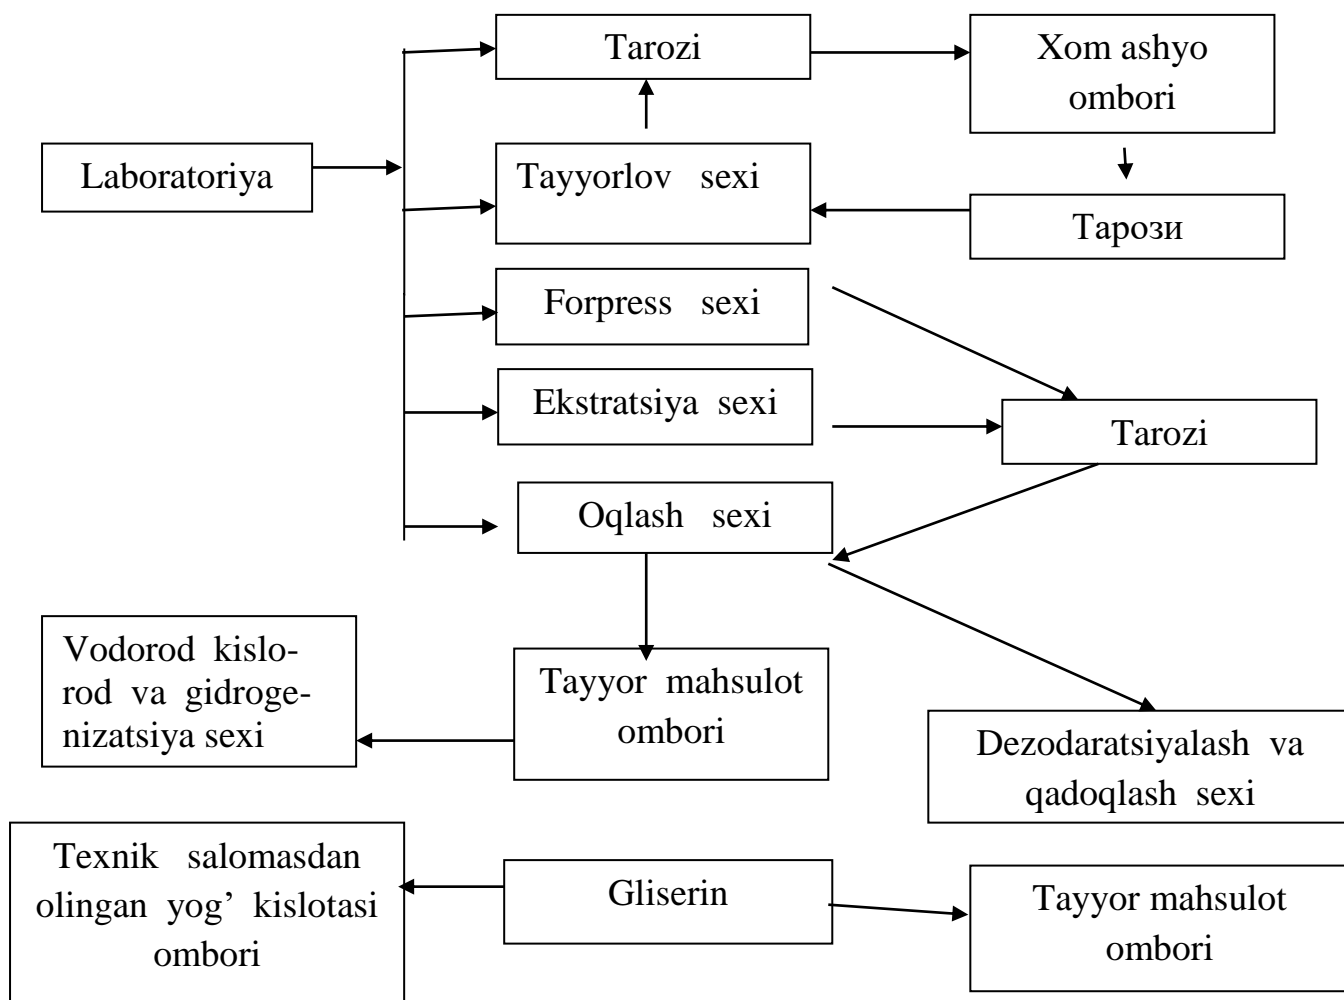 Tarozi
Xom ashyo
ombori
Laboratoriya
Tayyorlov sexi
Тарози
Forpress sexi
Ekstratsiya sexi
Tarozi
Oqlash sexi
Vodorod kislo-
rod va gidroge-
nizatsiya sexi
Tayyor mahsulot
ombori
Dezodaratsiyalash va
qadoqlash sexi
Texnik salomasdan
olingan yog’ kislotasi
ombori
Gliserin
Tayyor mahsulot
ombori